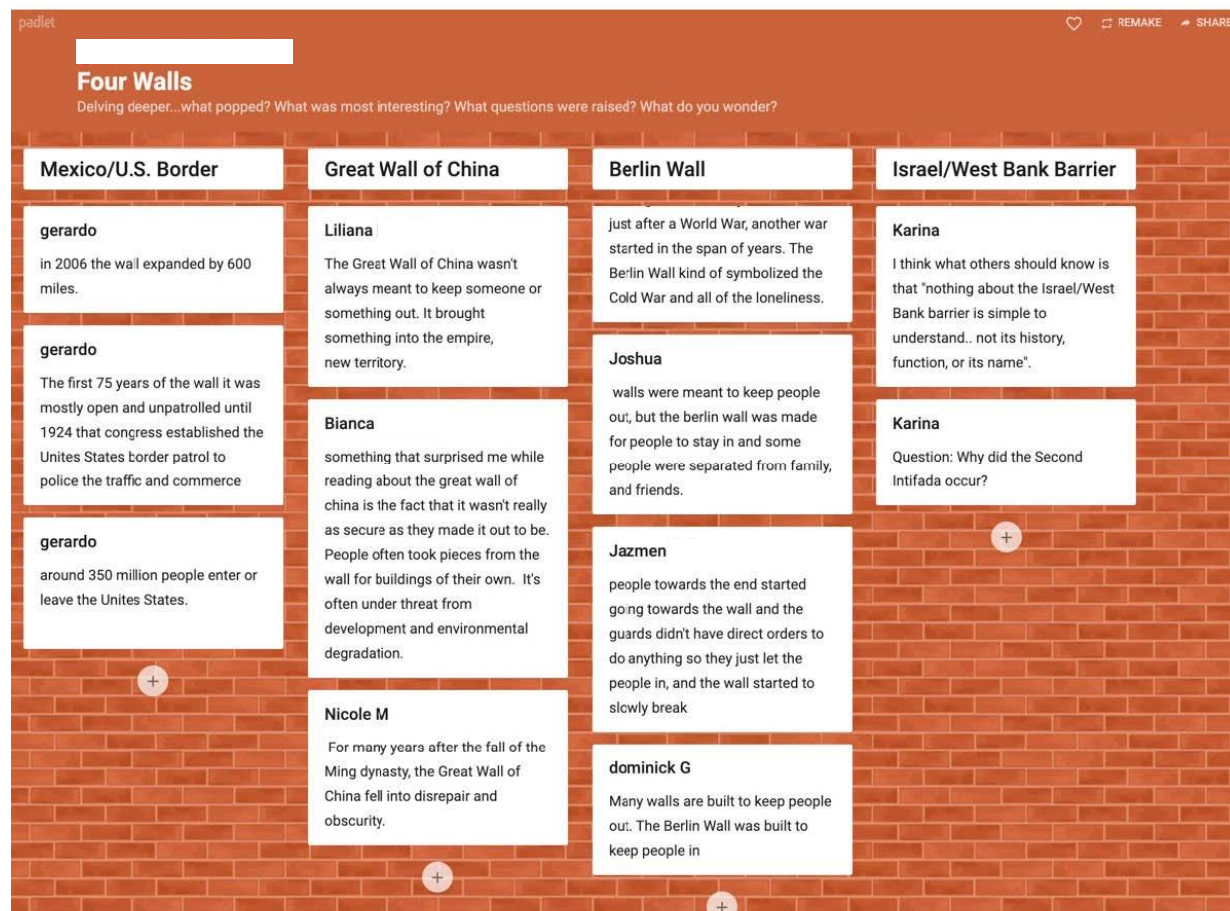 padlet
REMAKE
SHARE
Four Walls
Delving deeper...what popped? What was most interesting? What questions were raised? What do you wonder?
Mexico/U.S. Border
gerardo
in 2006 the wall expanded by 600
miles.
gerardo
The first 75 years of the wall it was
mostly open and unpatrolled until
1924 that congress established the
Unites States border patrol to
police the traffic and commerce
gerardo
around 350 million people enter or
leave the Unites States.
Great Wall of China
Liliana
The Great Wall of China wasn't
always meant to keep someone or
something out. It brought
something into the empire,
new territory.
Bianca
something that surprised me while
reading about the great wall of
china is the fact that it wasn't really
as secure as they made it out to be.
People often took pieces from the
wall for buildings of their own. It's
often under threat from
development and environmental
degradation.
Nicole M
For many years after the fall of the
Ming dynasty, the Great Wall of
China fell into disrepair and
obscurity.
Berlin Wall
just after a World War, another war
started in the span of years. The
Berlin Wall kind of symbolized the
Cold War and all of the loneliness.
Joshua
walls were meant to keep people
out, but the berlin wall was made
for people to stay in and some
people were separated from family,
and friends.
Jazmen
people towards the end started
going towards the wall and the
guards didn't have direct orders to
do anything so they just let the
people in, and the wall started to
slowly break
dominick G
Many walls are built to keep people
out. The Berlin Wall was built to
keep people in
Israel/West Bank Barrier
Karina
I think what others should know is
that "nothing about the Israel/West
Bank barrier is simple to
understand.. not its history,
function, or its name".
Karina
Question: Why did the Second
Intifada occur?